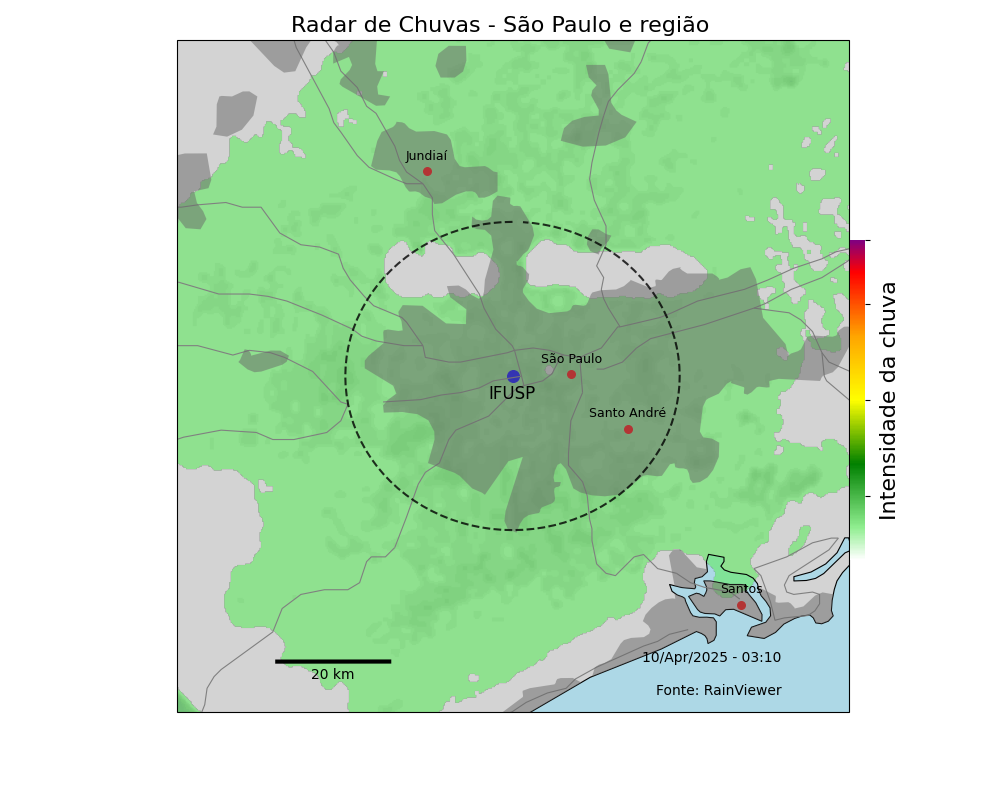 Radar de Chuvas - São Paulo e região
Jundiaí
São Paulo
IFUSP
Santo André
Intensidade da chuva
Santos
10/Apr/2025 - 03:10
20 km
Fonte: RainViewer